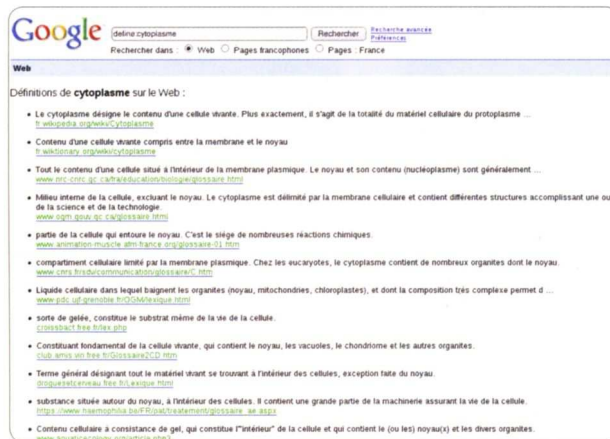 Google
define:cytoplasme
Rechercher
Recherche avancée
Préférences
Rechercher dans : Web Pages francophones Pages : France
Web
Définitions de cytoplasme sur le Web :
• Le cytoplasme désigne le contenu d'une cellule vivante. Plus exactement, il s'agit de la totalité du matériel cellulaire du protoplasme ...
fr.wikipedia.org/wiki/Cytoplasme
• Contenu d'une cellule vivante compris entre la membrane et le noyau
fr.wiktionary.org/wiki/cytoplasme
• Tout le contenu d'une cellule situé à l'intérieur de la membrane plasmique. Le noyau et son contenu (nucléoplasme) sont généralement ...
www.nrc-cnrc.gc.ca/fra/education/biologie/glossaire.html
• Milieu interne de la cellule, excluant le noyau. Le cytoplasme est délimité par la membrane cellulaire et contient différentes structures accomplissant une ou
de la science et de la technologie.
www.ogm.gouv.qc.ca/glossaire.html
• partie de la cellule qui entoure le noyau. C'est le siège de nombreuses réactions chimiques.
www.animation-muscle.afm-france.org/glossaire-01.htm
• compartiment cellulaire limité par la membrane plasmique. Chez les eucaryotes, le cytoplasme contient de nombreux organites dont le noyau.
www.cnrs.fr/sdv/communication/glossaire/C.htm
• Liquide cellulaire dans lequel baignent les organites (noyau, mitochondries, chloroplastes), et dont la composition très complexe permet d ...
www.pdc.ujf-grenoble.fr/OGM/lexique.html
• sorte de gelée, constitue le substrat même de la vie de la cellule.
croissbact.free.fr/lex.php
• Constituant fondamental de la cellule vivante, qui contient le noyau, les vacuoles, le chondriome et les autres organites.
club.amis.vin.free.fr/Glossaire2CD.htm
• Terme général désignant tout le matériel vivant se trouvant à l'intérieur des cellules, exception faite du noyau.
droguesetcerveau.free.fr/Lexique.html
• substance située autour du noyau, à l'intérieur des cellules. Il contient une grande partie de la machinerie assurant la vie de la cellule.
https://www.haemophilia.be/FR/pat/treatement/glossaire_ae.aspx
• Contenu cellulaire à consistance de gel, qui constitue l'"intérieur" de la cellule et qui contient le (ou les) noyau(x) et les divers organites.